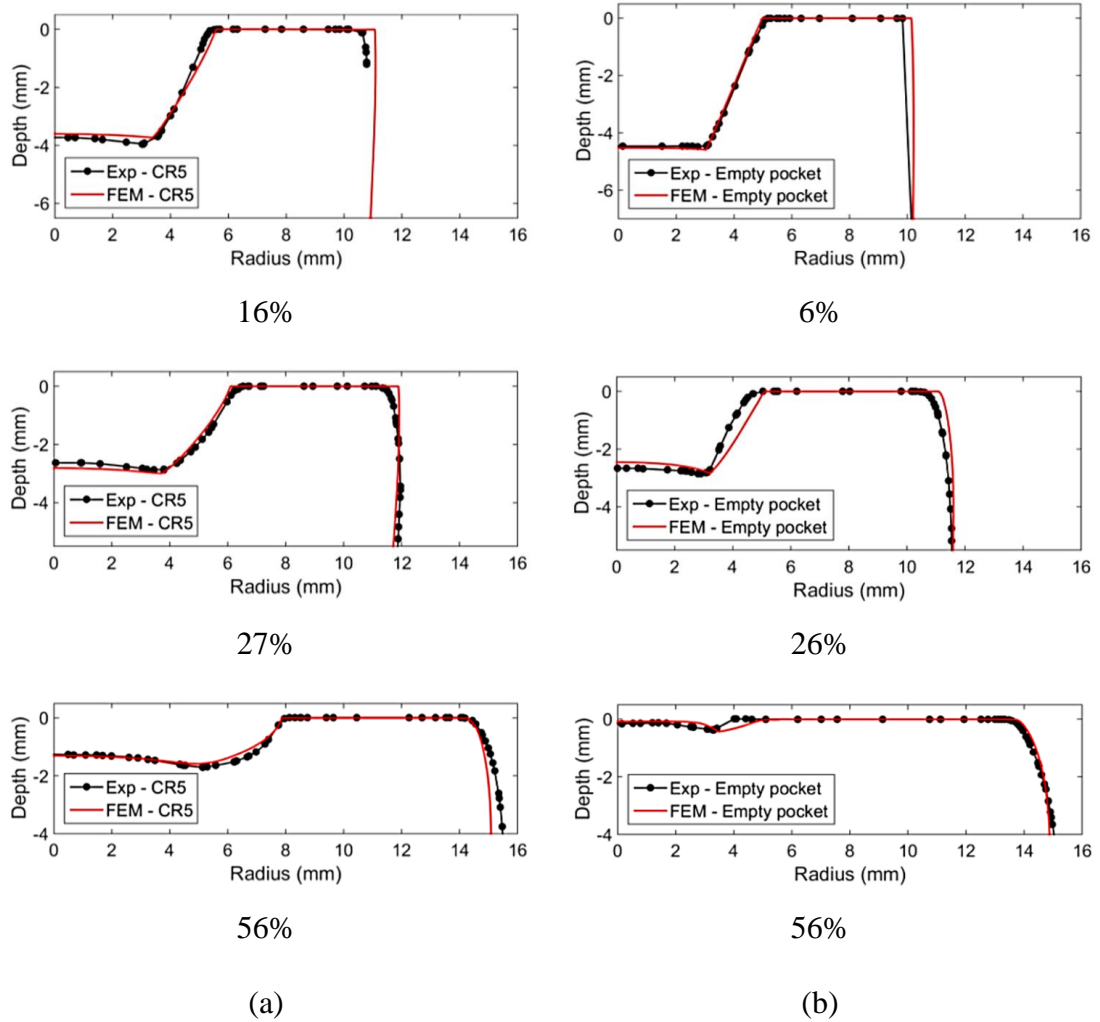 0
-2
-4
-6
Depth (mm)
Exp - CR5
FEM - CR5
0 2 4 6 8 10 12 14 16
Radius (mm)
16%
0
-2
-4
-6
Depth (mm)
Exp - Empty pocket
FEM - Empty pocket
0 2 4 6 8 10 12 14 16
Radius (mm)
6%
0
-2
-4
Depth (mm)
Exp - CR5
FEM - CR5
0 2 4 6 8 10 12 14 16
Radius (mm)
27%
0
-2
-4
Depth (mm)
Exp - Empty pocket
FEM - Empty pocket
0 2 4 6 8 10 12 14 16
Radius (mm)
26%
0
-2
-4
Depth (mm)
Exp - CR5
FEM - CR5
0 2 4 6 8 10 12 14 16
Radius (mm)
56%
0
-2
-4
Depth (mm)
Exp - Empty pocket
FEM - Empty pocket
0 2 4 6 8 10 12 14 16
Radius (mm)
56%
(a)
(b)